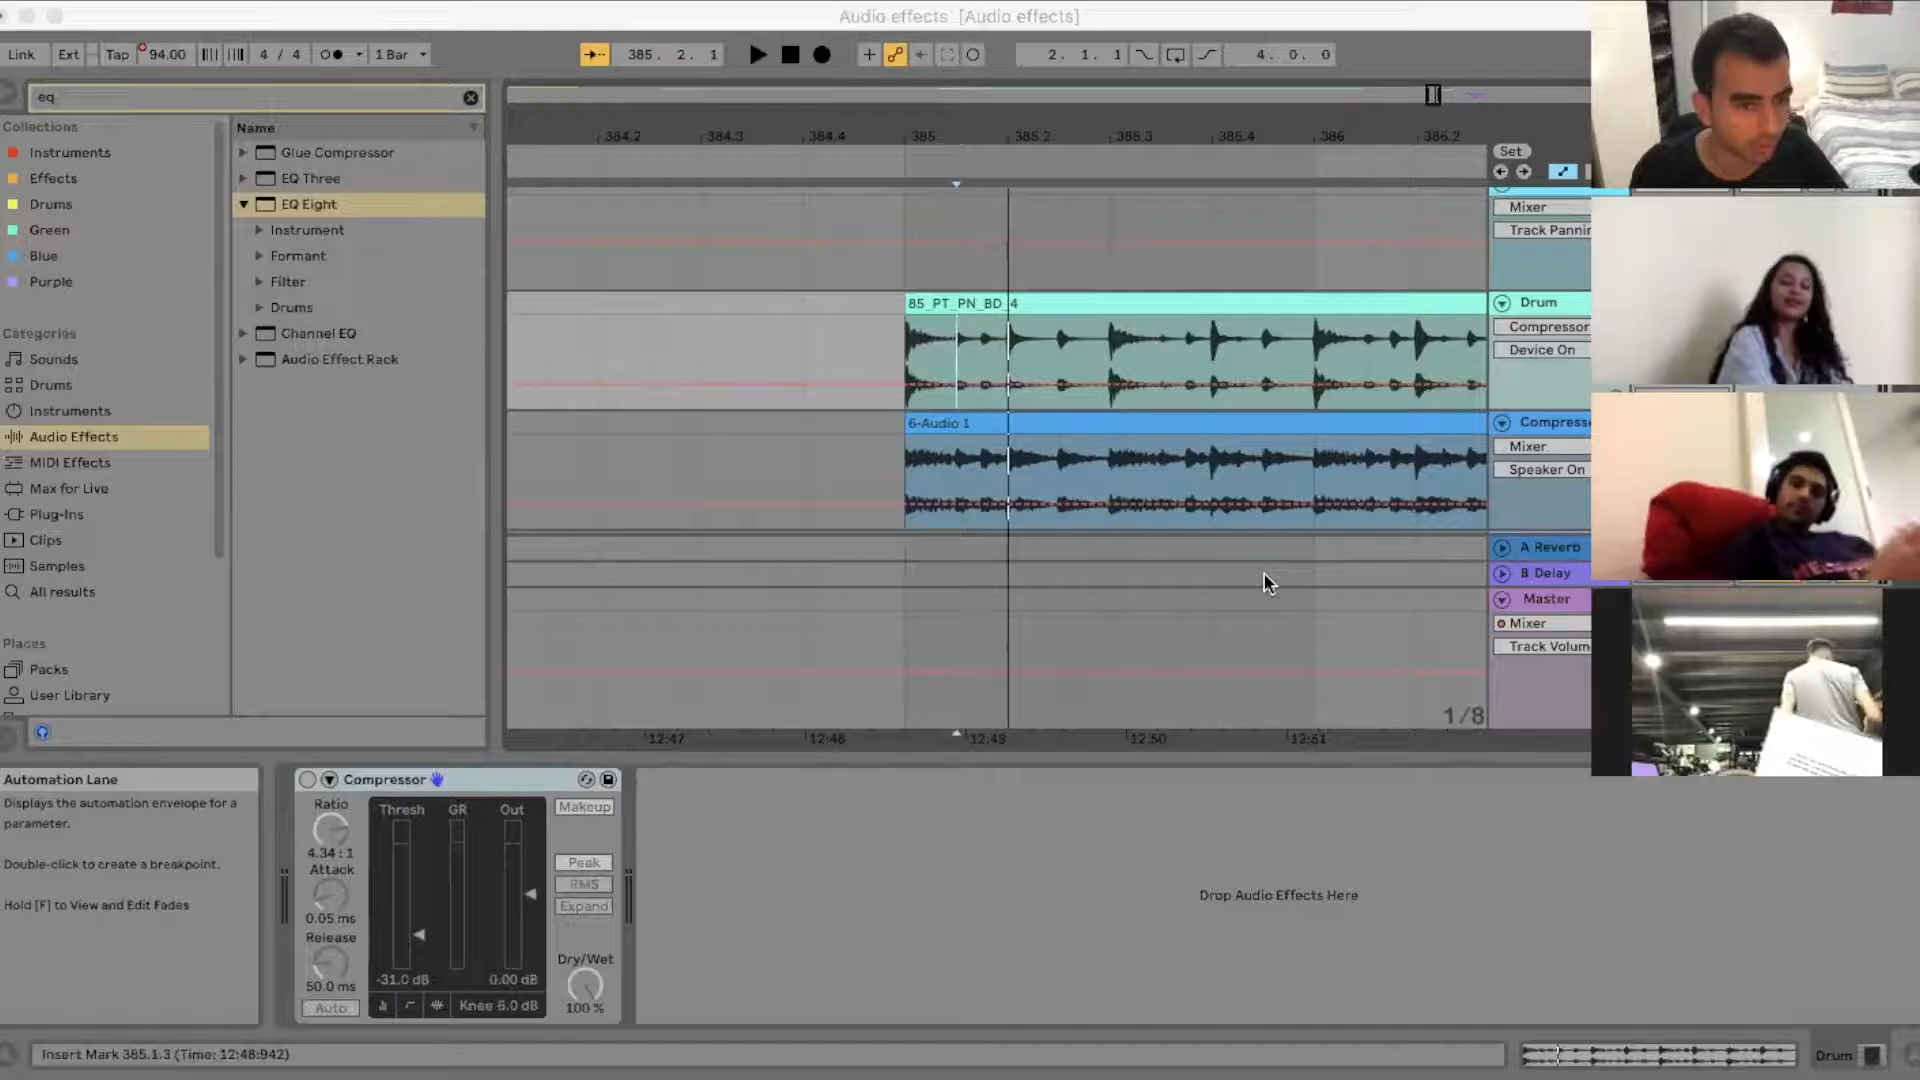 Audio effects [Audio effects]
Link Ext Tap 94.00 4 / 4 1 Bar 385. 2. 1 2. 1. 1 4. 0. 0
eq
Collections
Instruments
Effects
Drums
Green
Blue
Purple
Categories
Sounds
Drums
Instruments
Audio Effects
MIDI Effects
Max for Live
Plug-Ins
Clips
Samples
All results
Places
Packs
User Library
Name
Glue Compressor
EQ Three
EQ Eight
Instrument
Formant
Filter
Drums
Channel EQ
Audio Effect Rack
384.2 384.3 384.4 385 385.2 385.3 385.4 386 386.2
85_PT_PN_BD_4
6-Audio 1
1/8
12:47 12:48 12:49 12:50 12:51
Set
Mixer
Track Pannin
Drum
Compressor
Device On
Compress
Mixer
Speaker On
A Reverb
B Delay
Master
Mixer
Track Volum
Automation Lane
Displays the automation envelope for a
parameter.
Double-click to create a breakpoint.
Hold [F] to View and Edit Fades
Compressor
Ratio
4.34 : 1
Attack
0.05 ms
Release
50.0 ms
Auto
Thresh GR Out
-31.0 dB 0.00 dB
Knee 6.0 dB
Makeup
Peak
RMS
Expand
Dry/Wet
100 %
Drop Audio Effects Here
Insert Mark 385.1.3 (Time: 12:48:942)
Drum